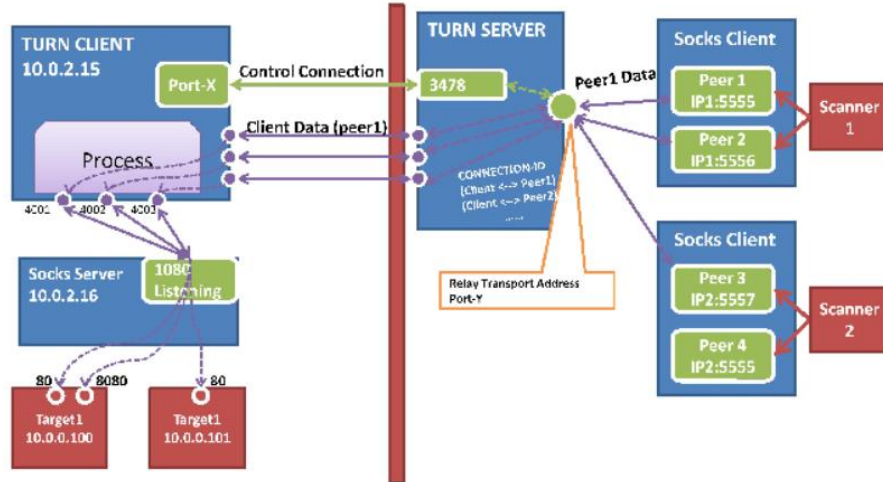 TURN CLIENT
10.0.2.15
Port-X
Control Connection
Client Data (peer1)
Process
4001
4002
4003
Socks Server
10.0.2.16
1080
Listening
80
8080
80
Target1
10.0.0.100
Target1
10.0.0.101
TURN SERVER
3478
Peer1 Data
CONNECTION-ID
(Client <--> Peer1)
(Client <--> Peer2)
......
Relay Transport Address
Port-Y
Socks Client
Peer 1
IP1:5555
Peer 2
IP1:5556
Scanner
1
Socks Client
Peer 3
IP2:5557
Peer 4
IP2:5555
Scanner
2